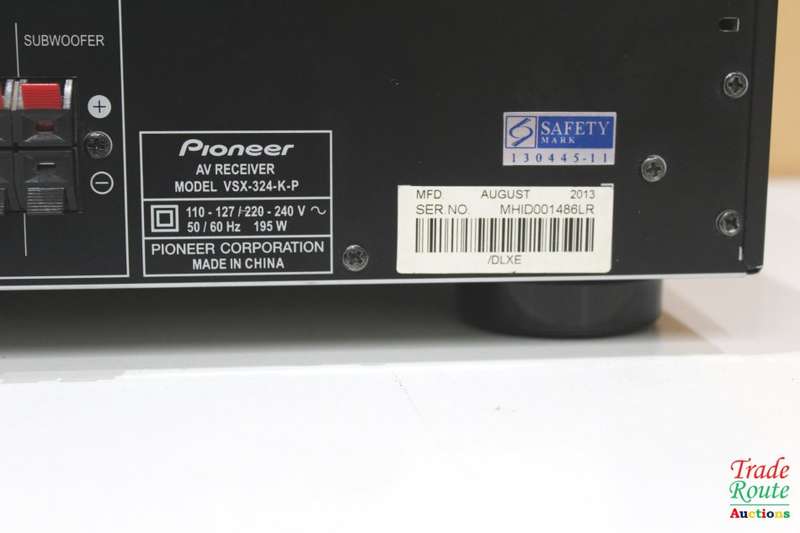 SUBWOOFER
+
−
Pioneer
AV RECEIVER
MODEL VSX-324-K-P
110 - 127 / 220 - 240 V ~
50 / 60 Hz 195 W
PIONEER CORPORATION
MADE IN CHINA
S SAFETY
MARK
130445-11
MFD AUGUST 2013
SER.NO. MHID001486LR
/DLXE
Trade
Route
Auctions